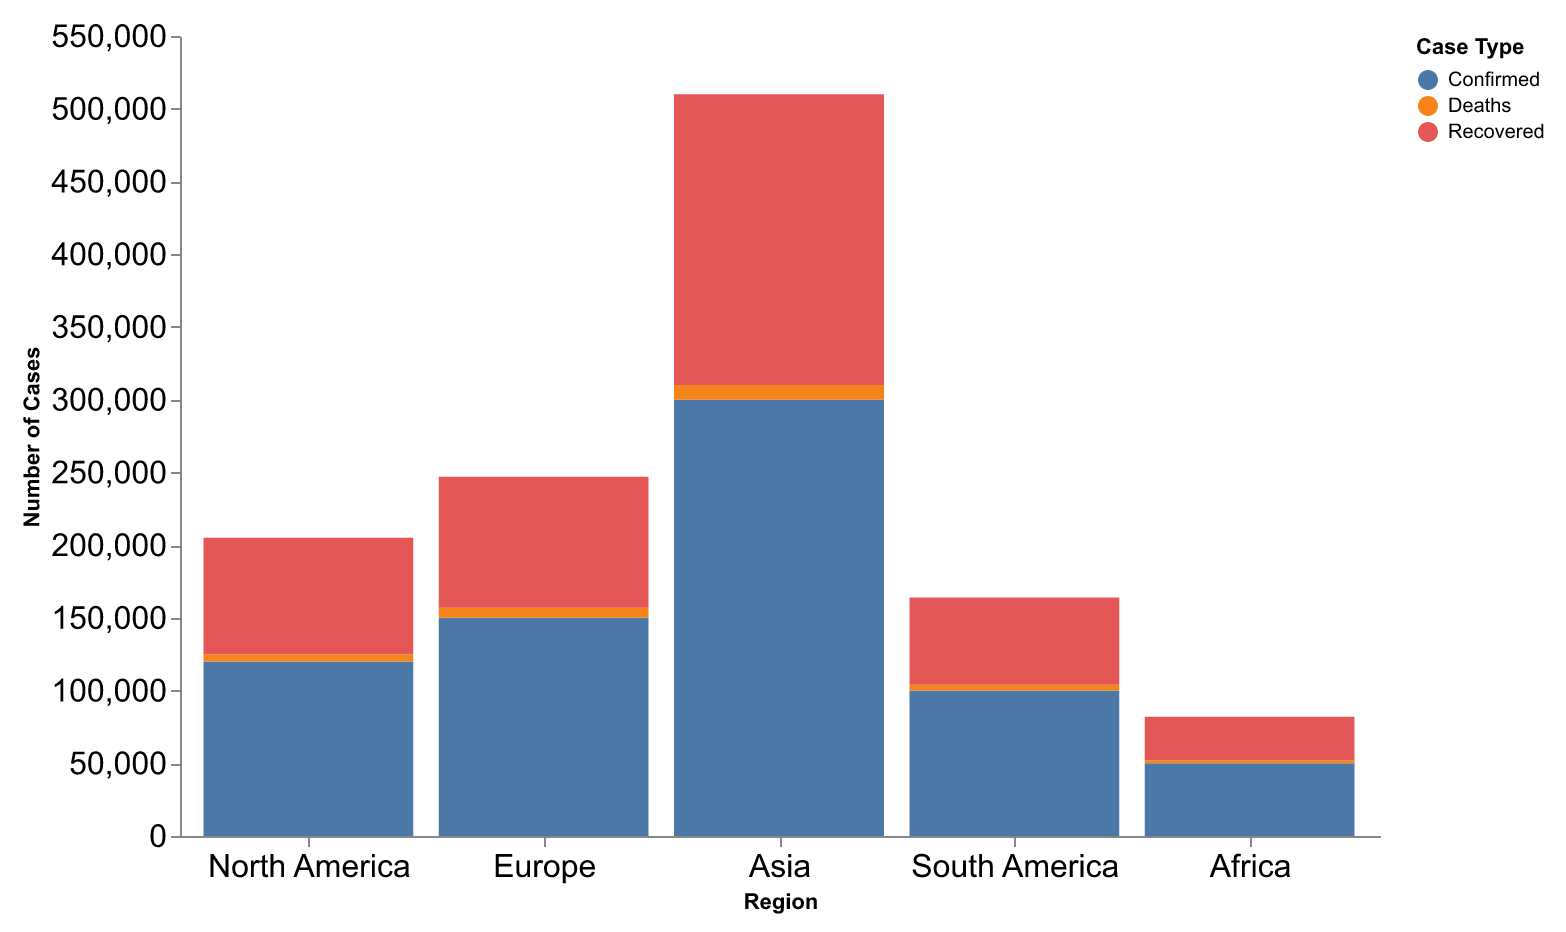 550,000
500,000
450,000
400,000
350,000
300,000
250,000
200,000
150,000
100,000
50,000
0
Number of Cases
North America
Europe
Asia
South America
Africa
Region
Case Type
Confirmed
Deaths
Recovered